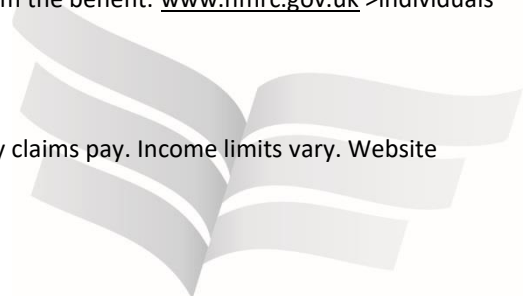 the benefit. www.hmrc.gov.uk >Individuals
claims pay. Income limits vary. Website